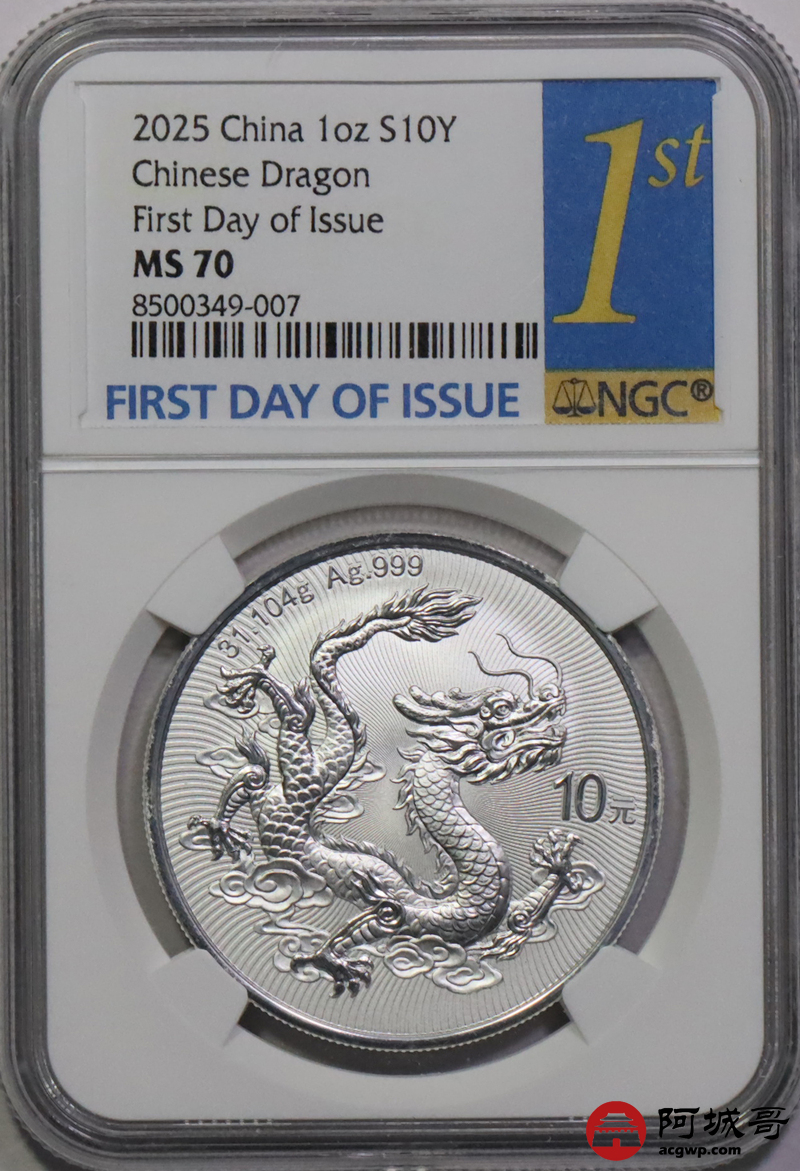 2025 China 1oz S10Y
Chinese Dragon
First Day of Issue
MS 70
8500349-007
FIRST DAY OF ISSUE
1st
NGC®
31.104g Ag.999
10元
阿城哥
acgwp.com